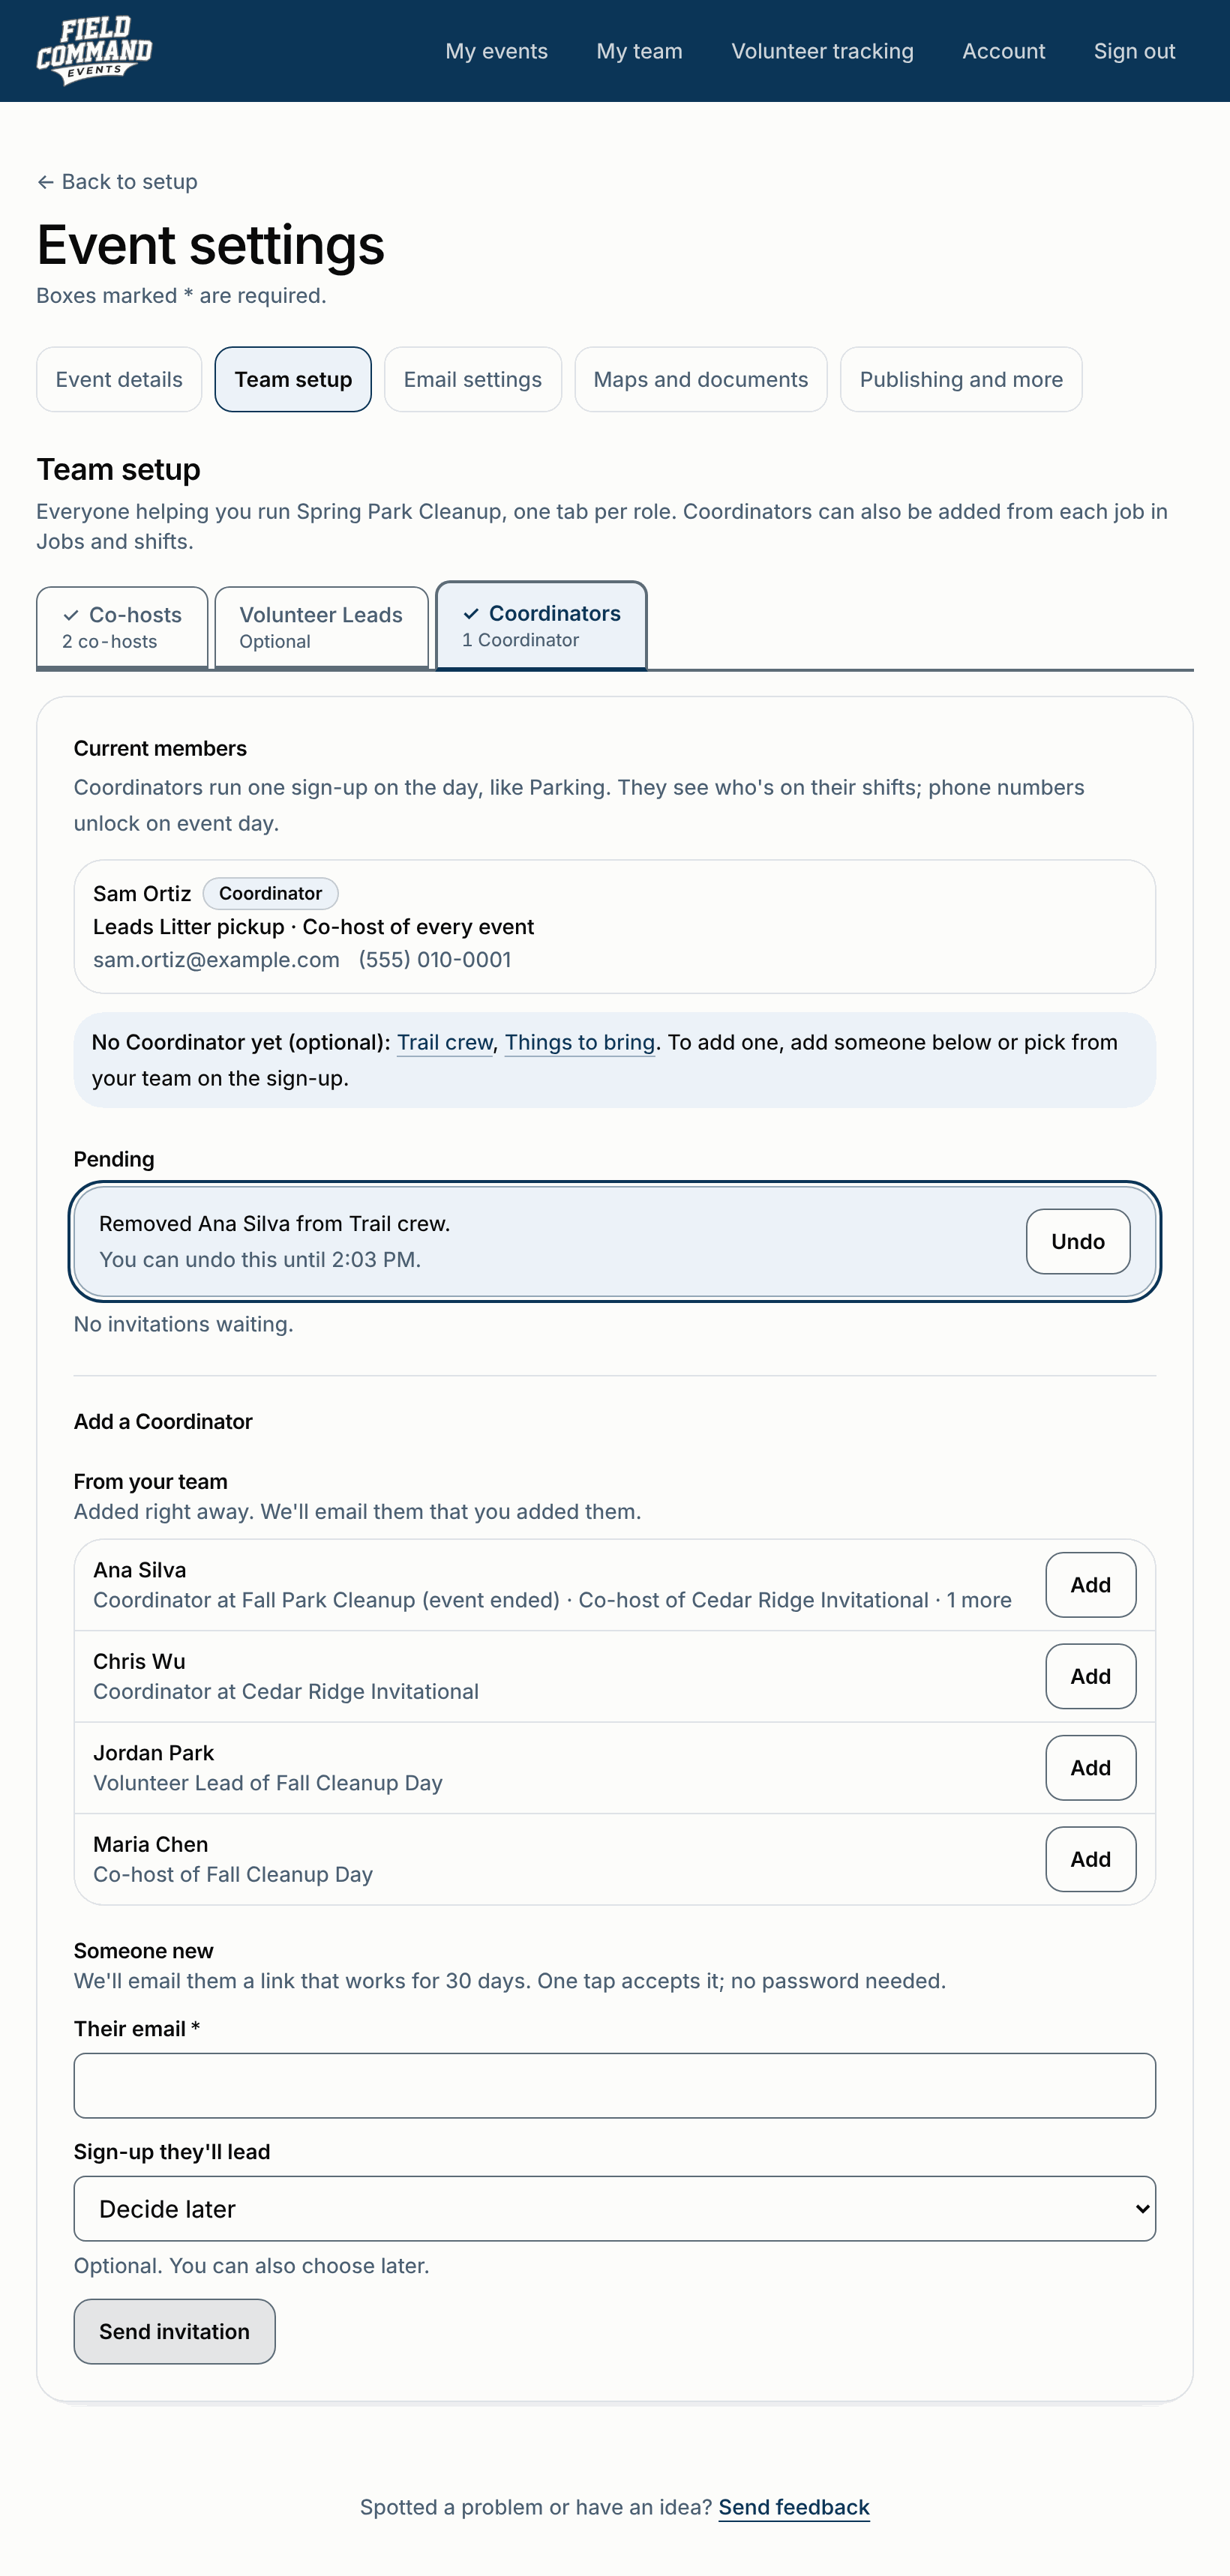 FIELD
COMMAND
EVENTS
My events
My team
Volunteer tracking
Account
Sign out
← Back to setup
Event settings
Boxes marked * are required.
Event details
Team setup
Email settings
Maps and documents
Publishing and more
Team setup
Everyone helping you run Spring Park Cleanup, one tab per role. Coordinators can also be added from each job in
Jobs and shifts.
✓ Co-hosts
2 co-hosts
Volunteer Leads
Optional
✓ Coordinators
1 Coordinator
Current members
Coordinators run one sign-up on the day, like Parking. They see who's on their shifts; phone numbers
unlock on event day.
Sam Ortiz Coordinator
Leads Litter pickup · Co-host of every event
sam.ortiz@example.com (555) 010-0001
No Coordinator yet (optional): Trail crew, Things to bring. To add one, add someone below or pick from
your team on the sign-up.
Pending
Removed Ana Silva from Trail crew.
You can undo this until 2:03 PM.
Undo
No invitations waiting.
Add a Coordinator
From your team
Added right away. We'll email them that you added them.
Ana Silva
Coordinator at Fall Park Cleanup (event ended) · Co-host of Cedar Ridge Invitational · 1 more
Add
Chris Wu
Coordinator at Cedar Ridge Invitational
Add
Jordan Park
Volunteer Lead of Fall Cleanup Day
Add
Maria Chen
Co-host of Fall Cleanup Day
Add
Someone new
We'll email them a link that works for 30 days. One tap accepts it; no password needed.
Their email *
Sign-up they'll lead
Decide later
Optional. You can also choose later.
Send invitation
Spotted a problem or have an idea? Send feedback